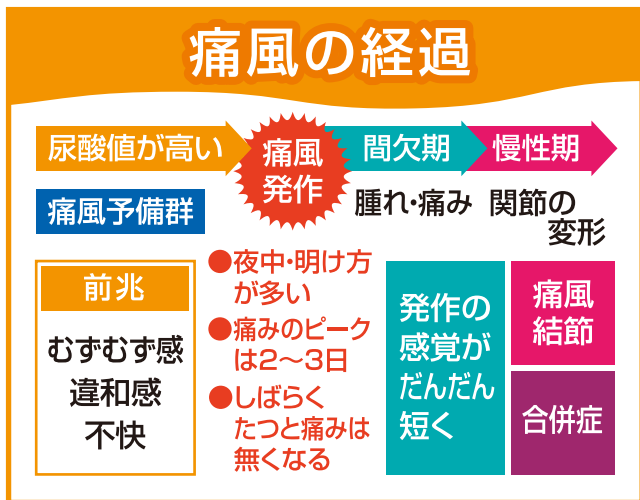 痛風の経過
尿酸値が高い
痛風
発作
間欠期
慢性期
痛風予備群
腫れ・痛み
関節の
変形
前兆
むずむず感
違和感
不快
●夜中・明け方
が多い
●痛みのピーク
は2~3日
●しばらく
たつと痛みは
無くなる
発作の
感覚が
だんだん
短く
痛風
結節
合併症